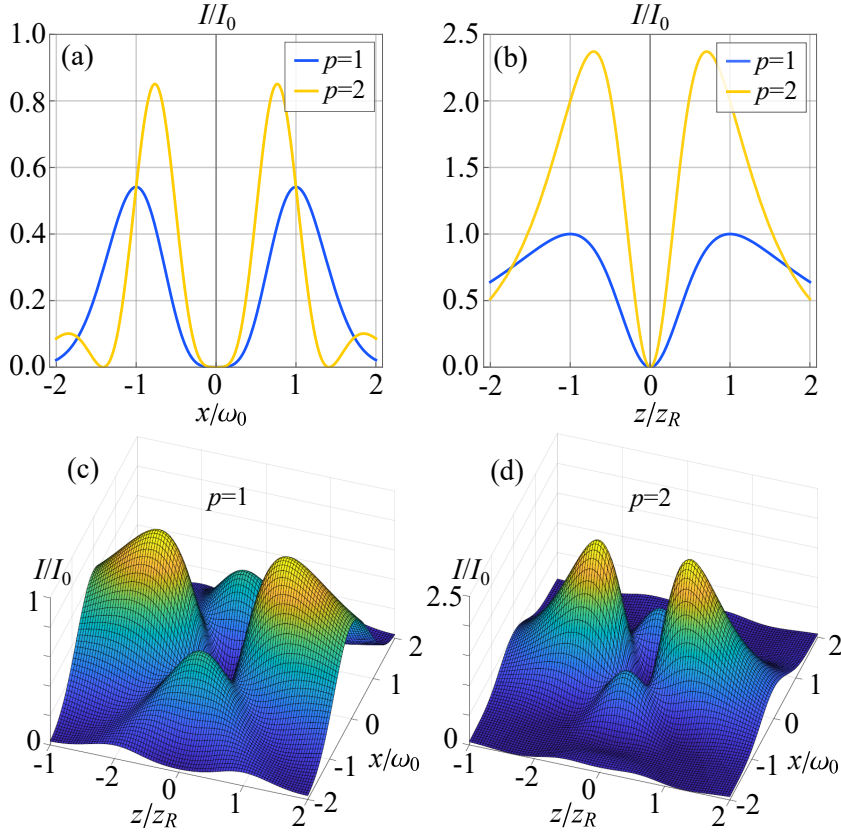 I/I0
(a)
p=1
p=2
1.0
0.8
0.6
0.4
0.2
0.0
-2 -1 0 1 2
x/ω0
I/I0
(b)
p=1
p=2
2.5
2.0
1.5
1.0
0.5
0.0
-2 -1 0 1 2
z/zR
(c)
p=1
I/I0
1
0
-1 -2 0 1 2
z/zR
2
1
0
-1
-2
x/ω0
(d)
p=2
I/I0
2.5
0
-1 -2 0 1 2
z/zR
2
1
0
-1
-2
x/ω0